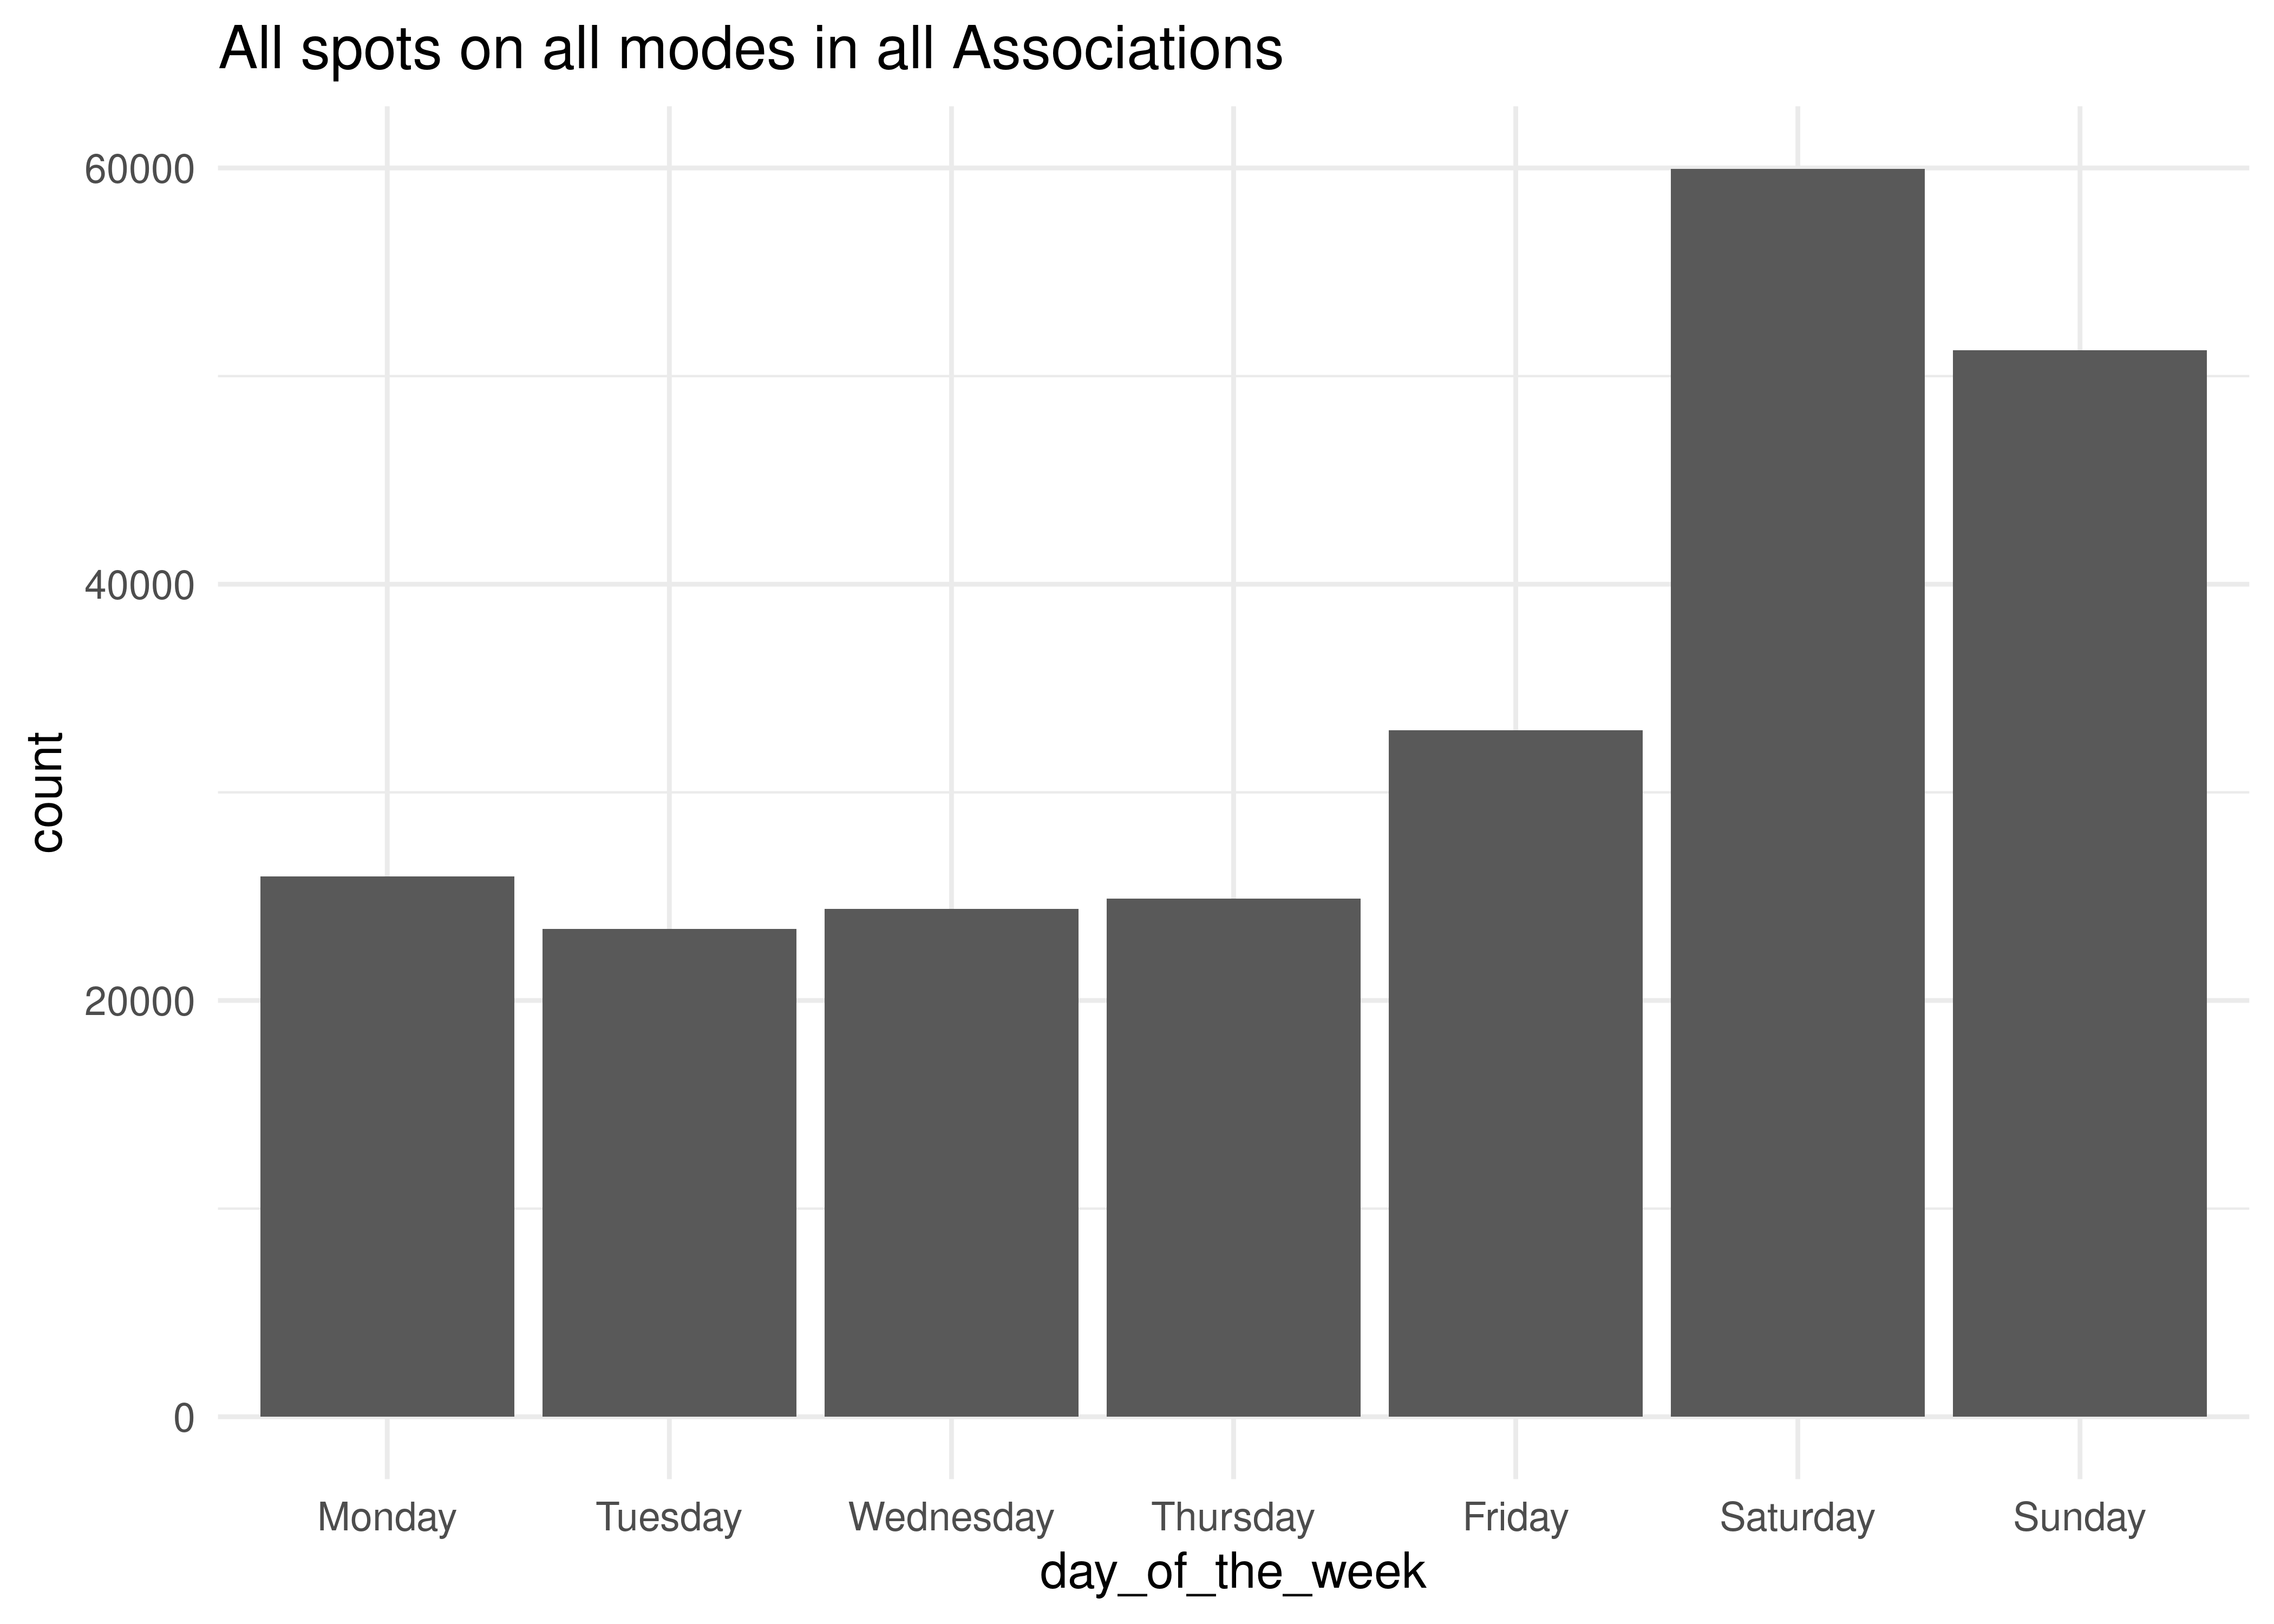 All spots on all modes in all Associations
60000
40000
20000
0
count
Monday Tuesday Wednesday Thursday Friday Saturday Sunday
day_of_the_week